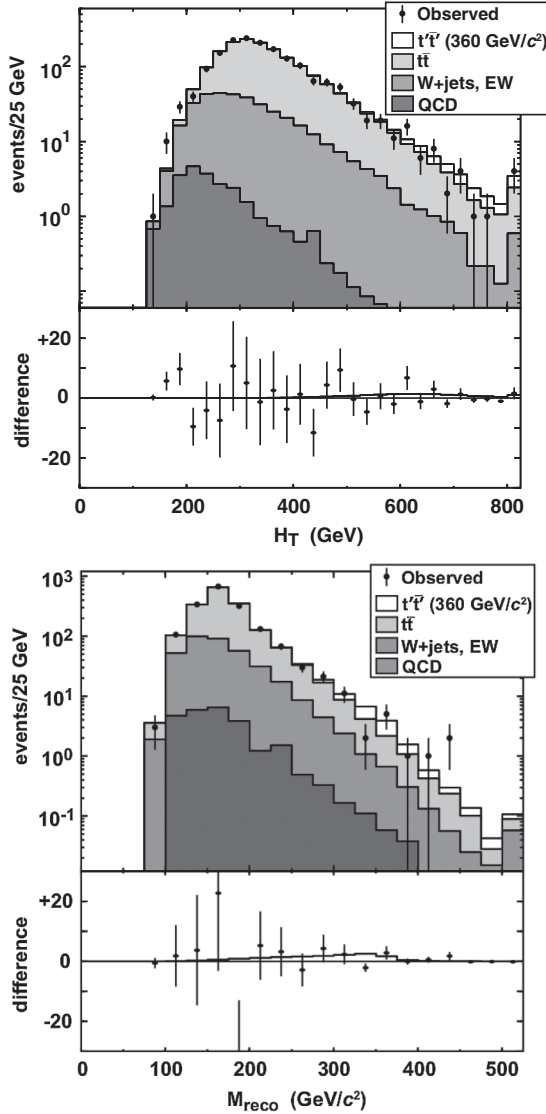 10²
10¹
10⁰
events/25 GeV
Observed
t′t̄′ (360 GeV/c²)
tt̄
W+jets, EW
QCD
+20
0
-20
difference
0 200 400 600 800
H_T (GeV)
10³
10²
10¹
10⁰
10⁻¹
events/25 GeV
Observed
t′t̄′ (360 GeV/c²)
tt̄
W+jets, EW
QCD
+20
0
-20
difference
0 100 200 300 400 500
M_reco (GeV/c²)